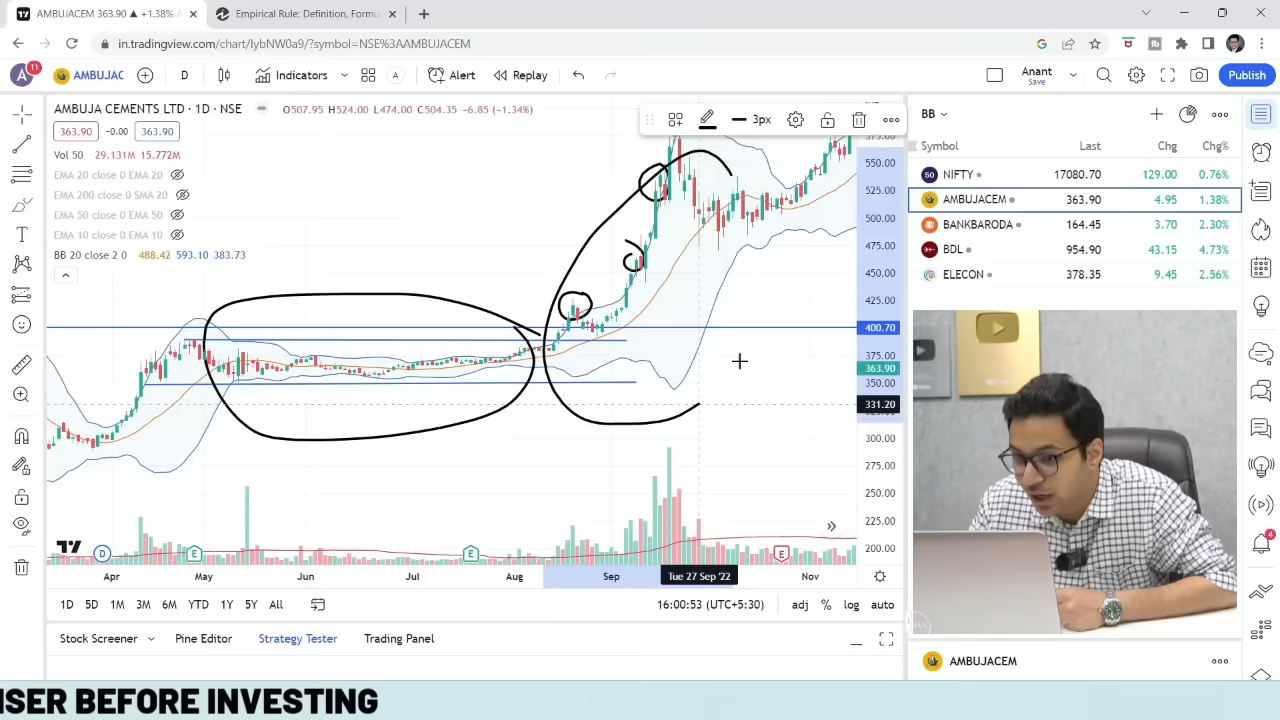 AMBUJACEM 363.90 ▲ +1.38%
Empirical Rule: Definition, Formu
in.tradingview.com/chart/IybNW0a9/?symbol=NSE%3AAMBUJACEM
A 11 AMBUJAC D Indicators Alert Replay Anant Save Publish
AMBUJA CEMENTS LTD · 1D · NSE O507.95 H524.00 L474.00 C504.35 -6.85 (-1.34%)
363.90 -0.00 363.90
3px
Vol 50 29.131M 15.772M
EMA 20 close 0 EMA 20
EMA 200 close 0 SMA 20
EMA 50 close 0 EMA 50
EMA 10 close 0 EMA 10
BB 20 close 2 0 488.42 593.10 383.73
575.00
550.00
525.00
500.00
475.00
450.00
425.00
400.70
375.00
363.90
350.00
331.20
300.00
275.00
250.00
225.00
200.00
D E E E
Apr May Jun Jul Aug Sep Tue 27 Sep '22 Nov
1D 5D 1M 3M 6M YTD 1Y 5Y All 16:00:53 (UTC+5:30) adj % log auto
Stock Screener Pine Editor Strategy Tester Trading Panel
BB
Symbol Last Chg Chg%
50 NIFTY 17080.70 129.00 0.76%
AMBUJACEM 363.90 4.95 1.38%
BANKBARODA 164.45 3.70 2.30%
BDL 954.90 43.15 4.73%
ELECON 378.35 9.45 2.56%
4
AMBUJACEM
ISER BEFORE INVESTING